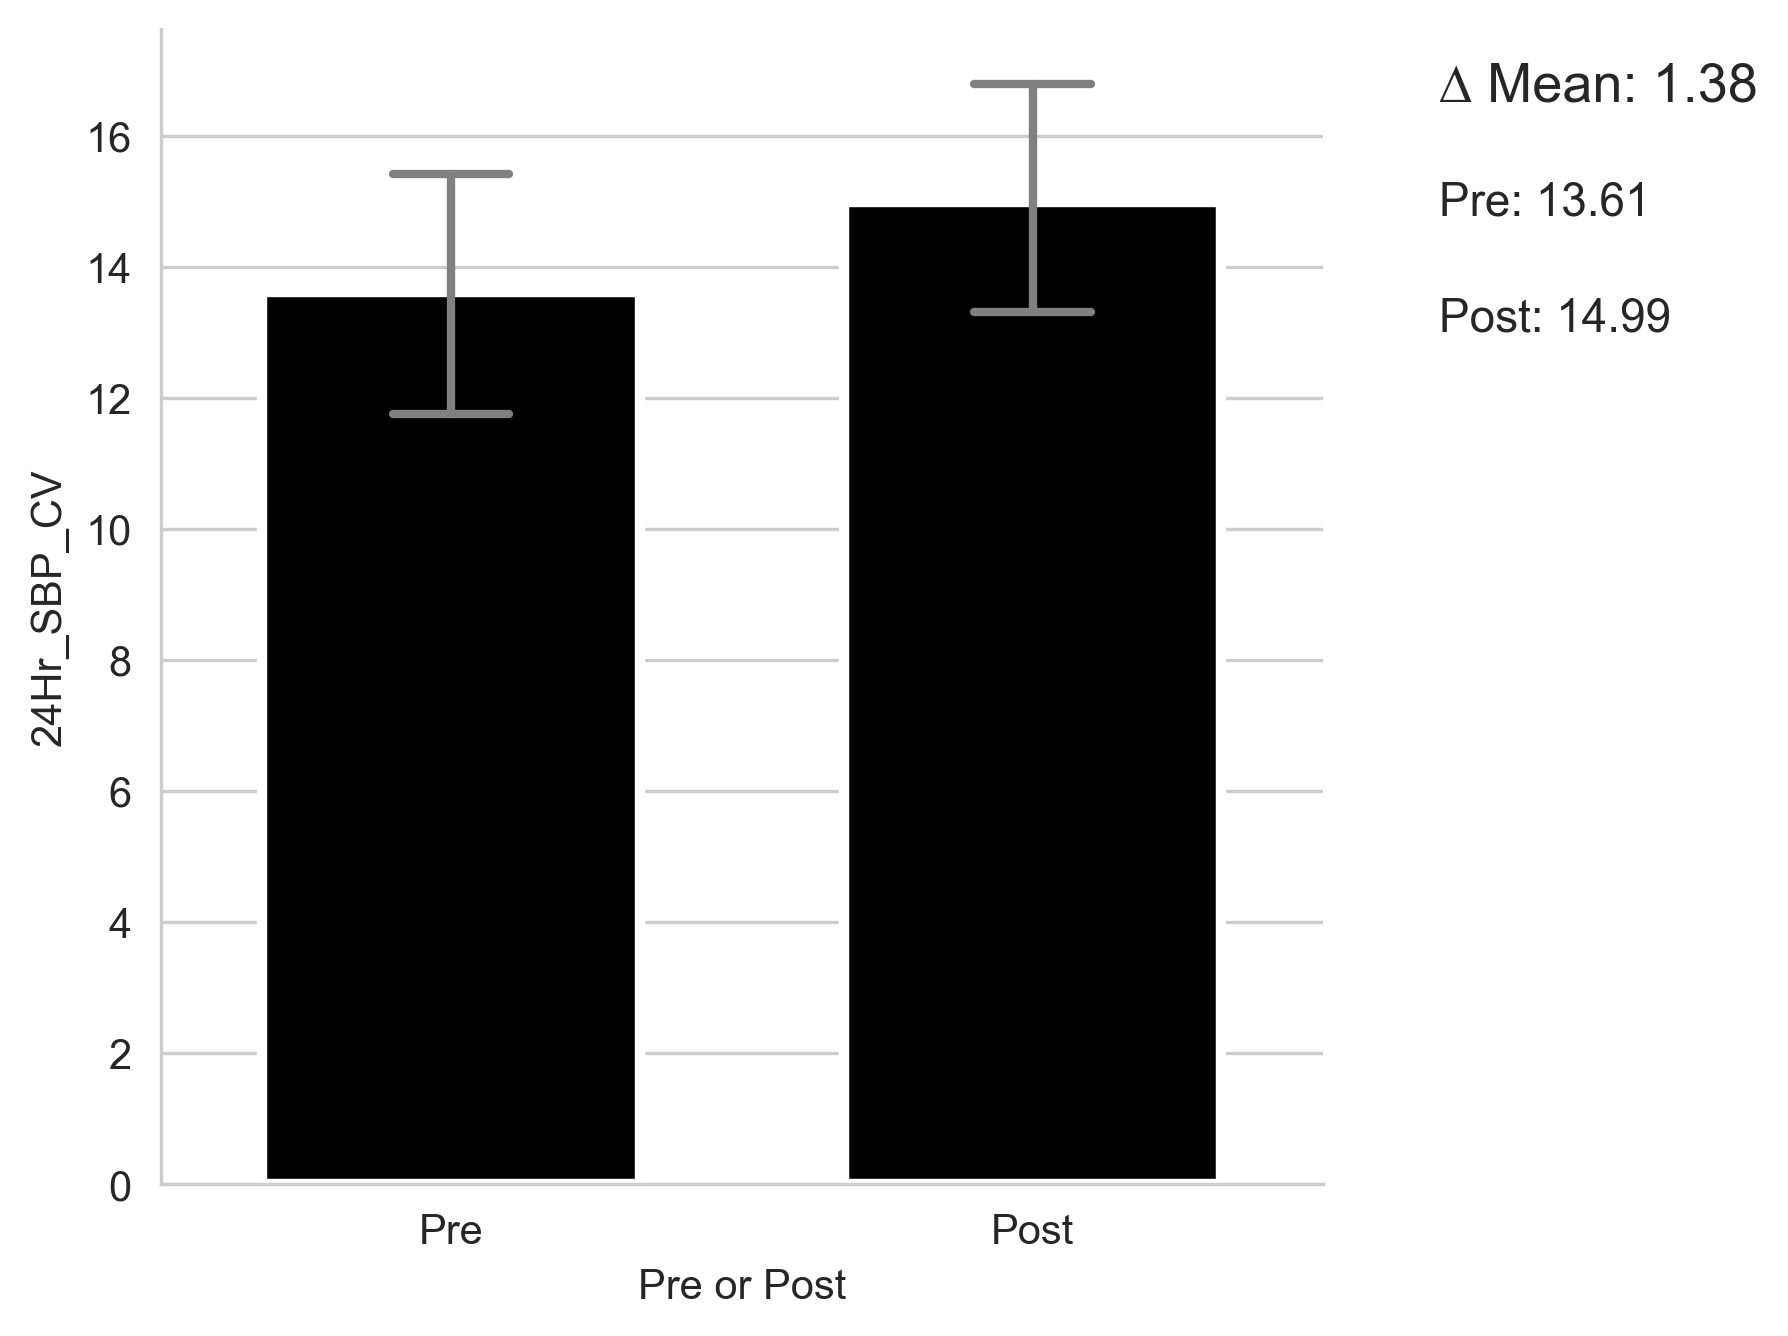 Δ Mean: 1.38
Pre: 13.61
Post: 14.99
24Hr_SBP_CV
16
14
12
10
8
6
4
2
0
Pre
Post
Pre or Post